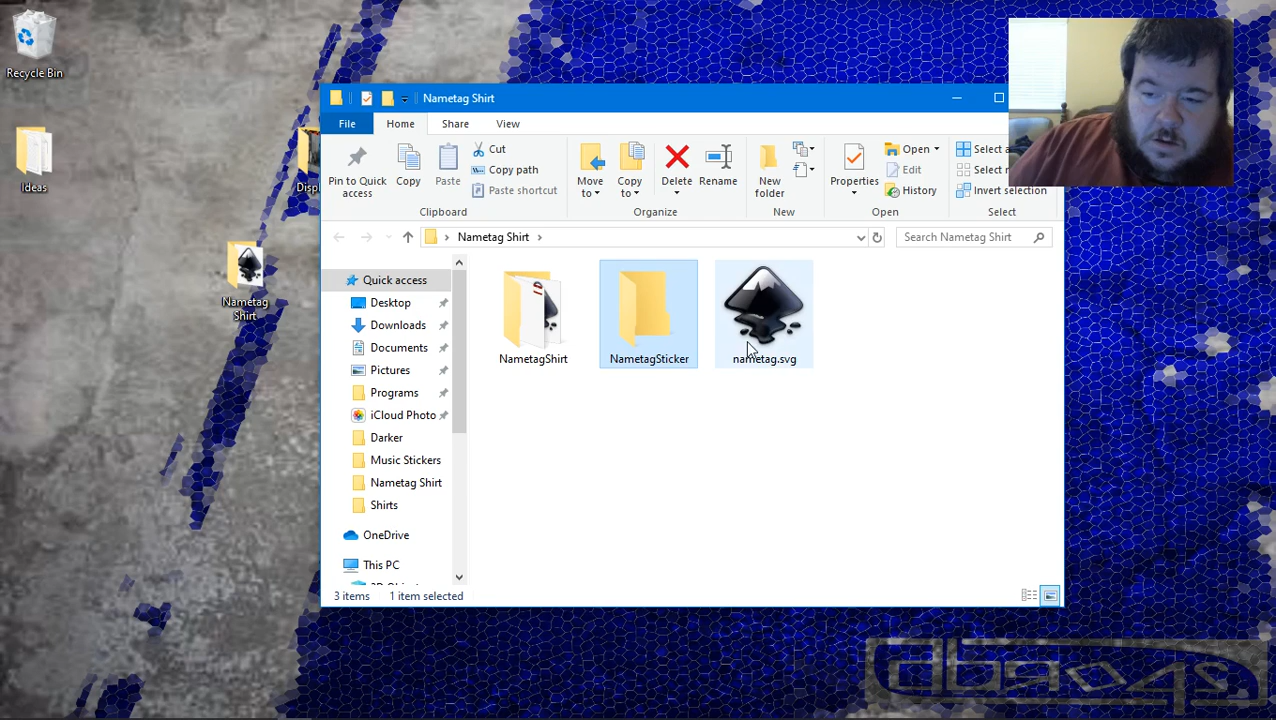 Recycle Bin
Ideas
Displ
Nametag
Shirt
Nametag Shirt
File
Home
Share
View
Pin to Quick
access
Copy
Paste
Cut
Copy path
Paste shortcut
Clipboard
Move
to
Copy
to
Delete
Rename
Organize
New
folder
New
Properties
Open
Edit
History
Open
Select a
Select n
Invert selection
Select
Nametag Shirt
Search Nametag Shirt
Quick access
Desktop
Downloads
Documents
Pictures
Programs
iCloud Photo
Darker
Music Stickers
Nametag Shirt
Shirts
OneDrive
This PC
NametagShirt
NametagSticker
nametag.svg
3 items
1 item selected